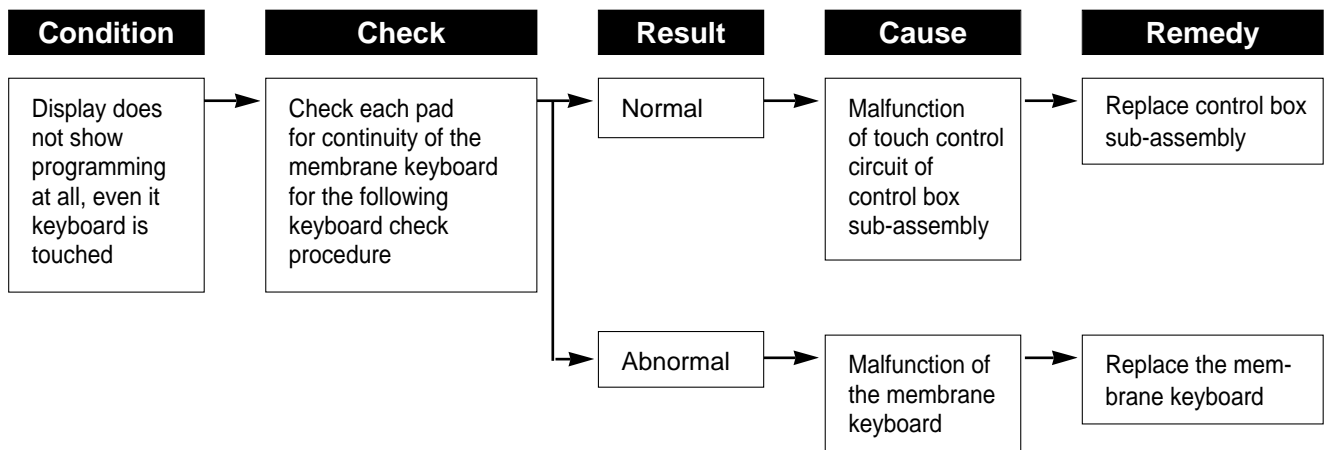 Condition
Check
Result
Cause
Remedy
Display does
not show
programming
at all, even it
keyboard is
touched
Check each pad
for continuity of the
membrane keyboard
for the following
keyboard check
procedure
Normal
Malfunction
of touch control
circuit of
control box
sub-assembly
Replace control box
sub-assembly
Abnormal
Malfunction of
the membrane
keyboard
Replace the mem-
brane keyboard